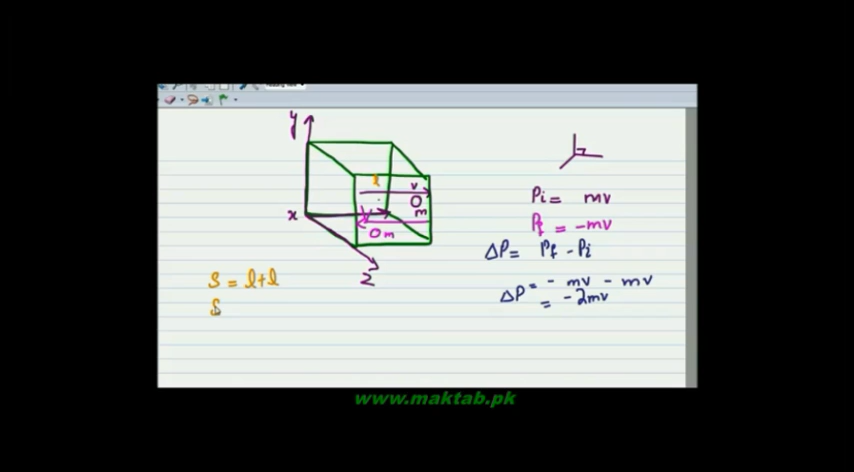 y
l
v
m
x
v
m
Z
Pi = mv
Pf = -mv
ΔP = Pf - Pi
ΔP = - mv - mv
= -2mv
S = l+l
S
www.maktab.pk